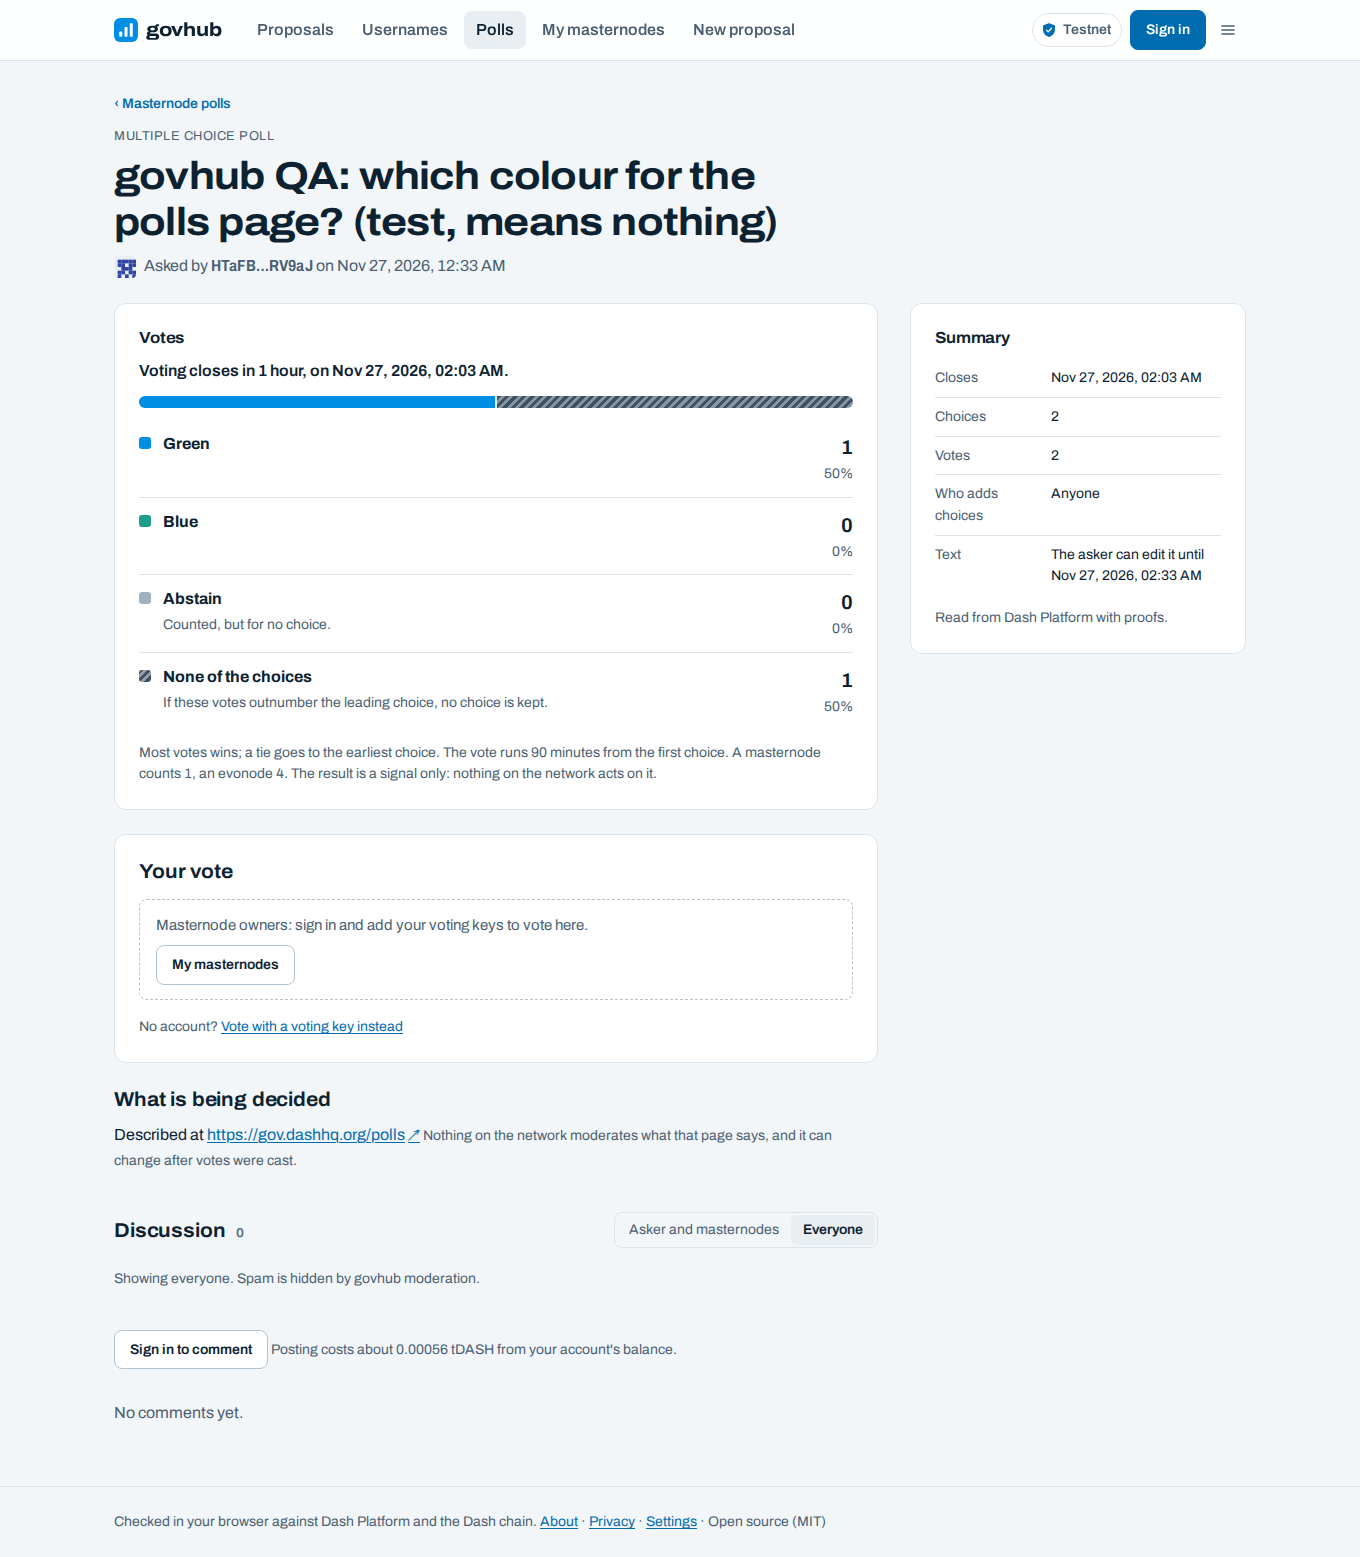 govhub
Proposals
Usernames
Polls
My masternodes
New proposal
Testnet
Sign in
‹ Masternode polls
MULTIPLE CHOICE POLL
govhub QA: which colour for the
polls page? (test, means nothing)
Asked by HTaFB…RV9aJ on Nov 27, 2026, 12:33 AM
Votes
Voting closes in 1 hour, on Nov 27, 2026, 02:03 AM.
Green
1
50%
Blue
0
0%
Abstain
0
Counted, but for no choice.
0%
None of the choices
1
If these votes outnumber the leading choice, no choice is kept.
50%
Most votes wins; a tie goes to the earliest choice. The vote runs 90 minutes from the first choice. A masternode
counts 1, an evonode 4. The result is a signal only: nothing on the network acts on it.
Summary
Closes
Nov 27, 2026, 02:03 AM
Choices
2
Votes
2
Who adds
choices
Anyone
Text
The asker can edit it until
Nov 27, 2026, 02:33 AM
Read from Dash Platform with proofs.
Your vote
Masternode owners: sign in and add your voting keys to vote here.
My masternodes
No account? Vote with a voting key instead
What is being decided
Described at https://gov.dashhq.org/polls ↗ Nothing on the network moderates what that page says, and it can
change after votes were cast.
Discussion 0
Asker and masternodes
Everyone
Showing everyone. Spam is hidden by govhub moderation.
Sign in to comment
Posting costs about 0.00056 tDASH from your account's balance.
No comments yet.
Checked in your browser against Dash Platform and the Dash chain. About · Privacy · Settings · Open source (MIT)